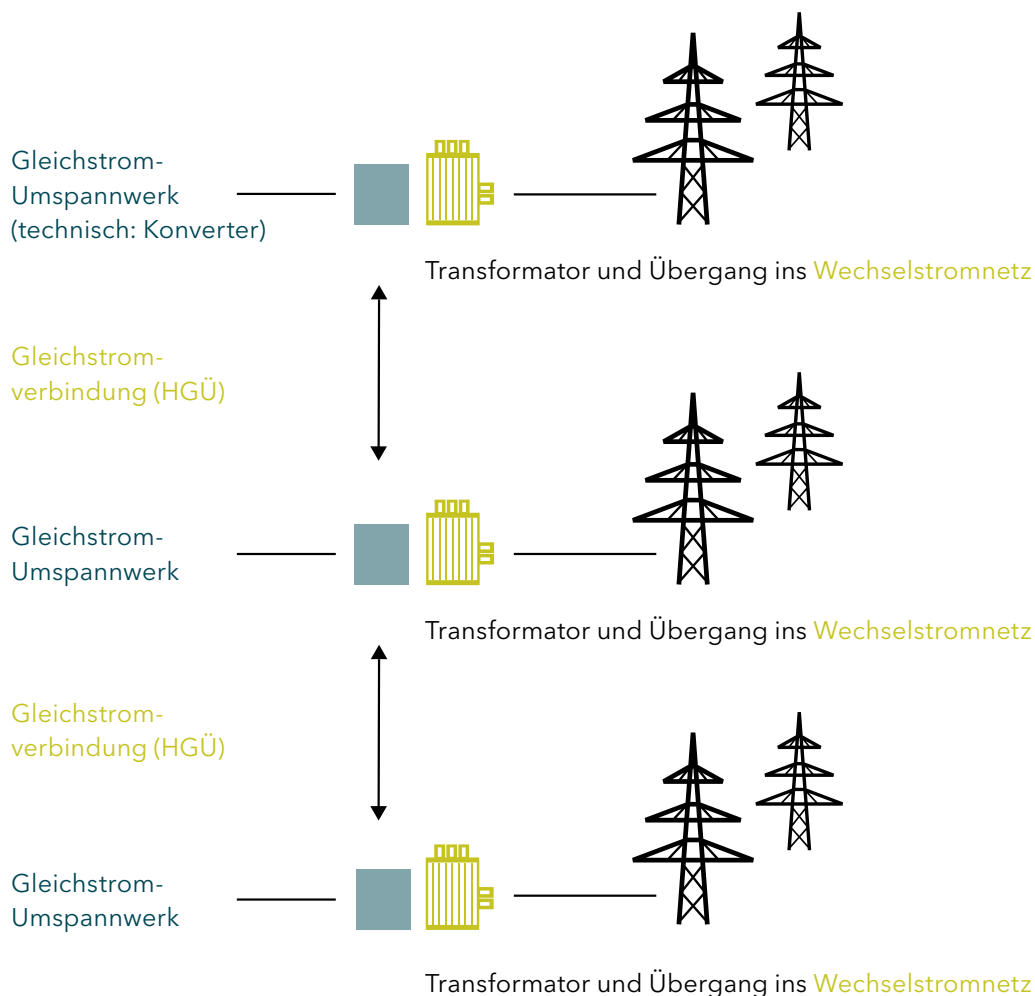 Gleichstrom-
Umspannwerk
(technisch: Konverter)
Transformator und Übergang ins Wechselstromnetz
Gleichstrom-
verbindung (HGÜ)
Gleichstrom-
Umspannwerk
Transformator und Übergang ins Wechselstromnetz
Gleichstrom-
verbindung (HGÜ)
Gleichstrom-
Umspannwerk
Transformator und Übergang ins Wechselstromnetz